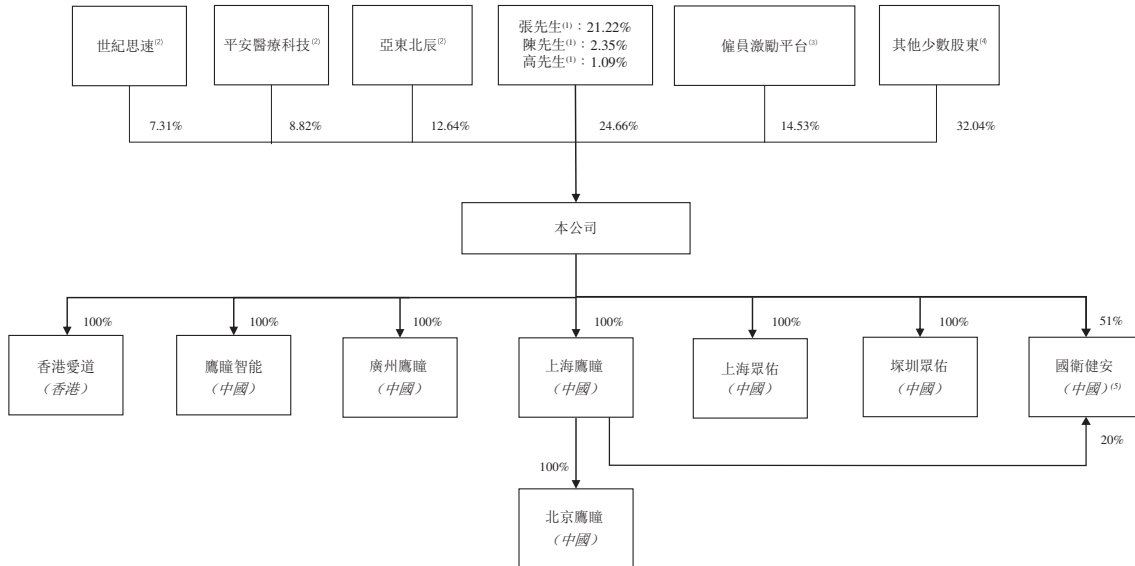 世紀思速(2)
平安醫療科技(2)
亞東北辰(2)
張先生(1):21.22%
陳先生(1):2.35%
高先生(1):1.09%
僱員激勵平台(3)
其他少數股東(4)
7.31%
8.82%
12.64%
24.66%
14.53%
32.04%
本公司
100%
100%
100%
100%
100%
100%
51%
香港愛道
(香港)
鷹瞳智能
(中國)
廣州鷹瞳
(中國)
上海鷹瞳
(中國)
上海眾佑
(中國)
琛圳眾佑
(中國)
國衛健安
(中國)(5)
100%
20%
北京鷹瞳
(中國)